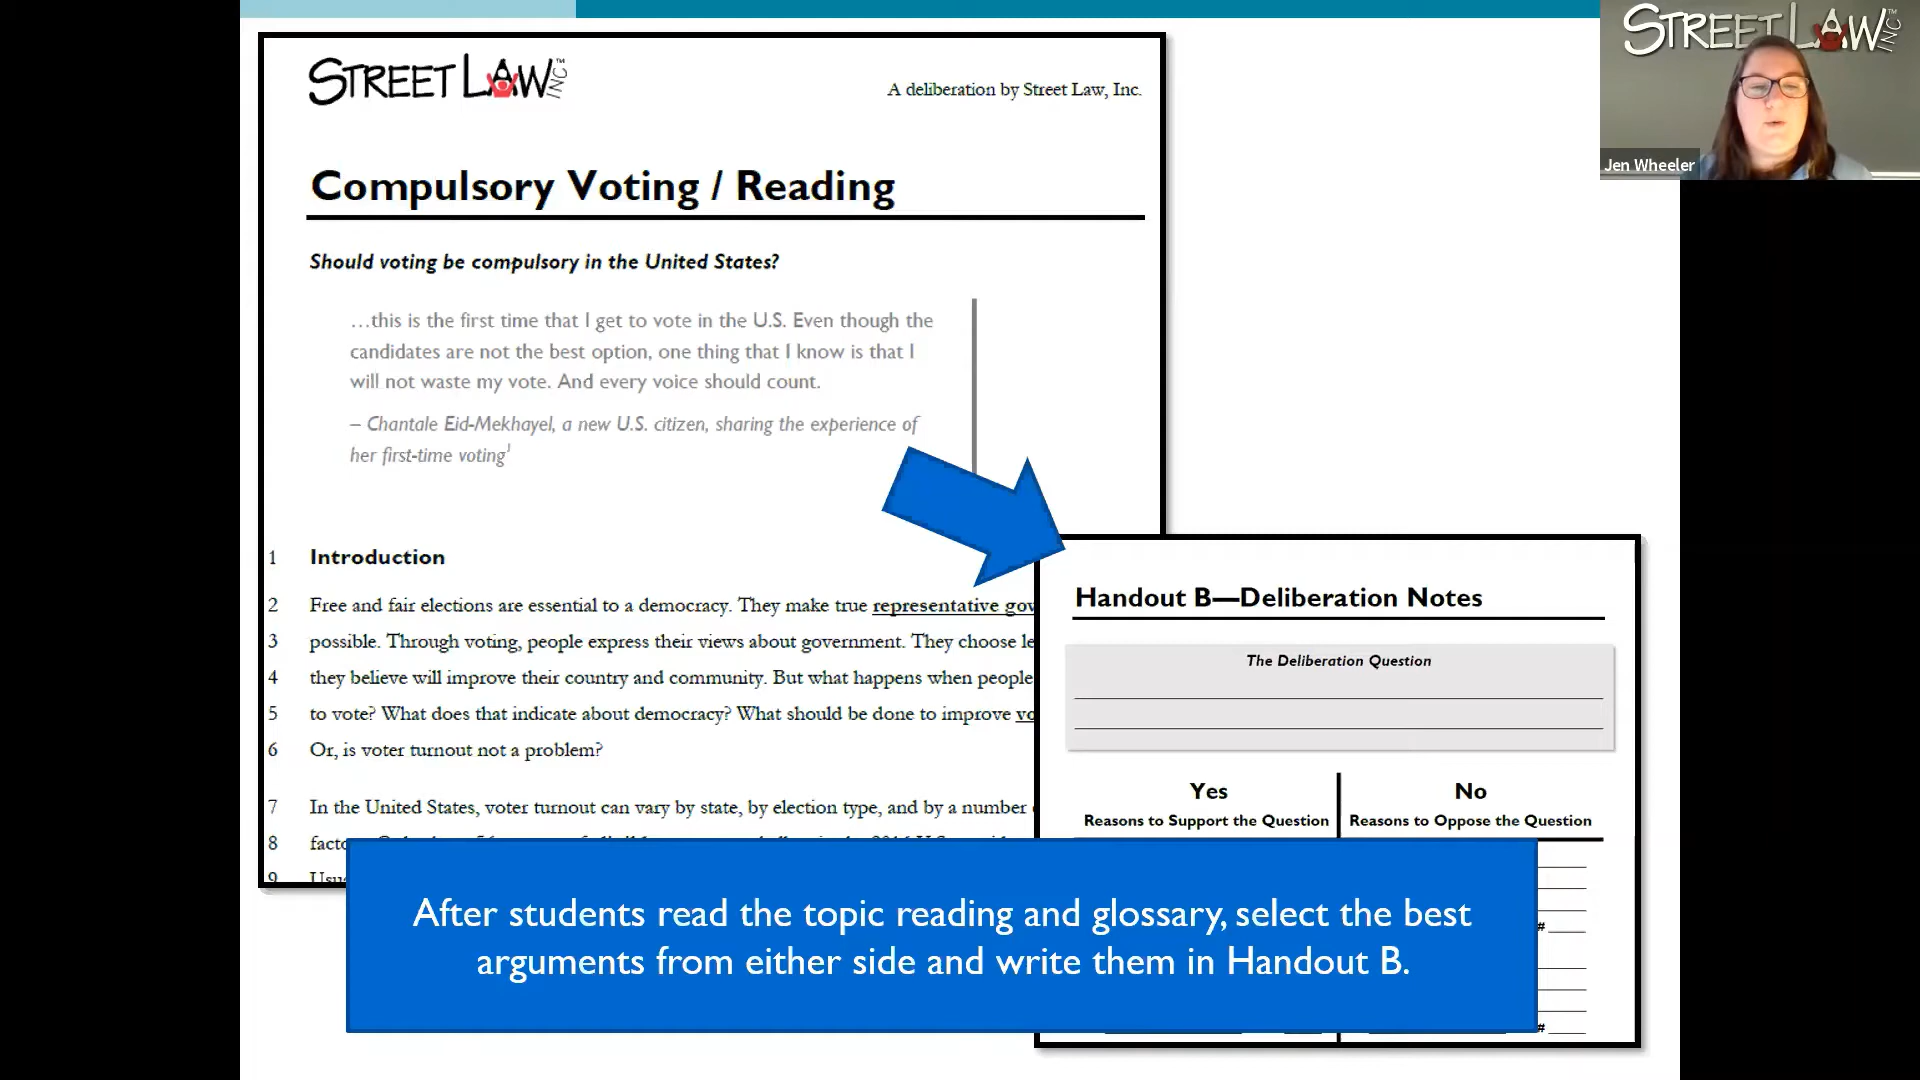 STREET LAW INC
A deliberation by Street Law, Inc.
Compulsory Voting / Reading
Should voting be compulsory in the United States?
…this is the first time that I get to vote in the U.S. Even though the
candidates are not the best option, one thing that I know is that I
will not waste my vote. And every voice should count.
– Chantale Eid-Mekhayel, a new U.S. citizen, sharing the experience of
her first-time voting1
1 Introduction
2 Free and fair elections are essential to a democracy. They make true representative gov
3 possible. Through voting, people express their views about government. They choose le
4 they believe will improve their country and community. But what happens when people
5 to vote? What does that indicate about democracy? What should be done to improve vo
6 Or, is voter turnout not a problem?
7 In the United States, voter turnout can vary by state, by election type, and by a number
8 facto
9 Usu
Handout B—Deliberation Notes
The Deliberation Question
Yes
Reasons to Support the Question
No
Reasons to Oppose the Question
#
#
After students read the topic reading and glossary, select the best
arguments from either side and write them in Handout B.
STREET LAW INC
Jen Wheeler